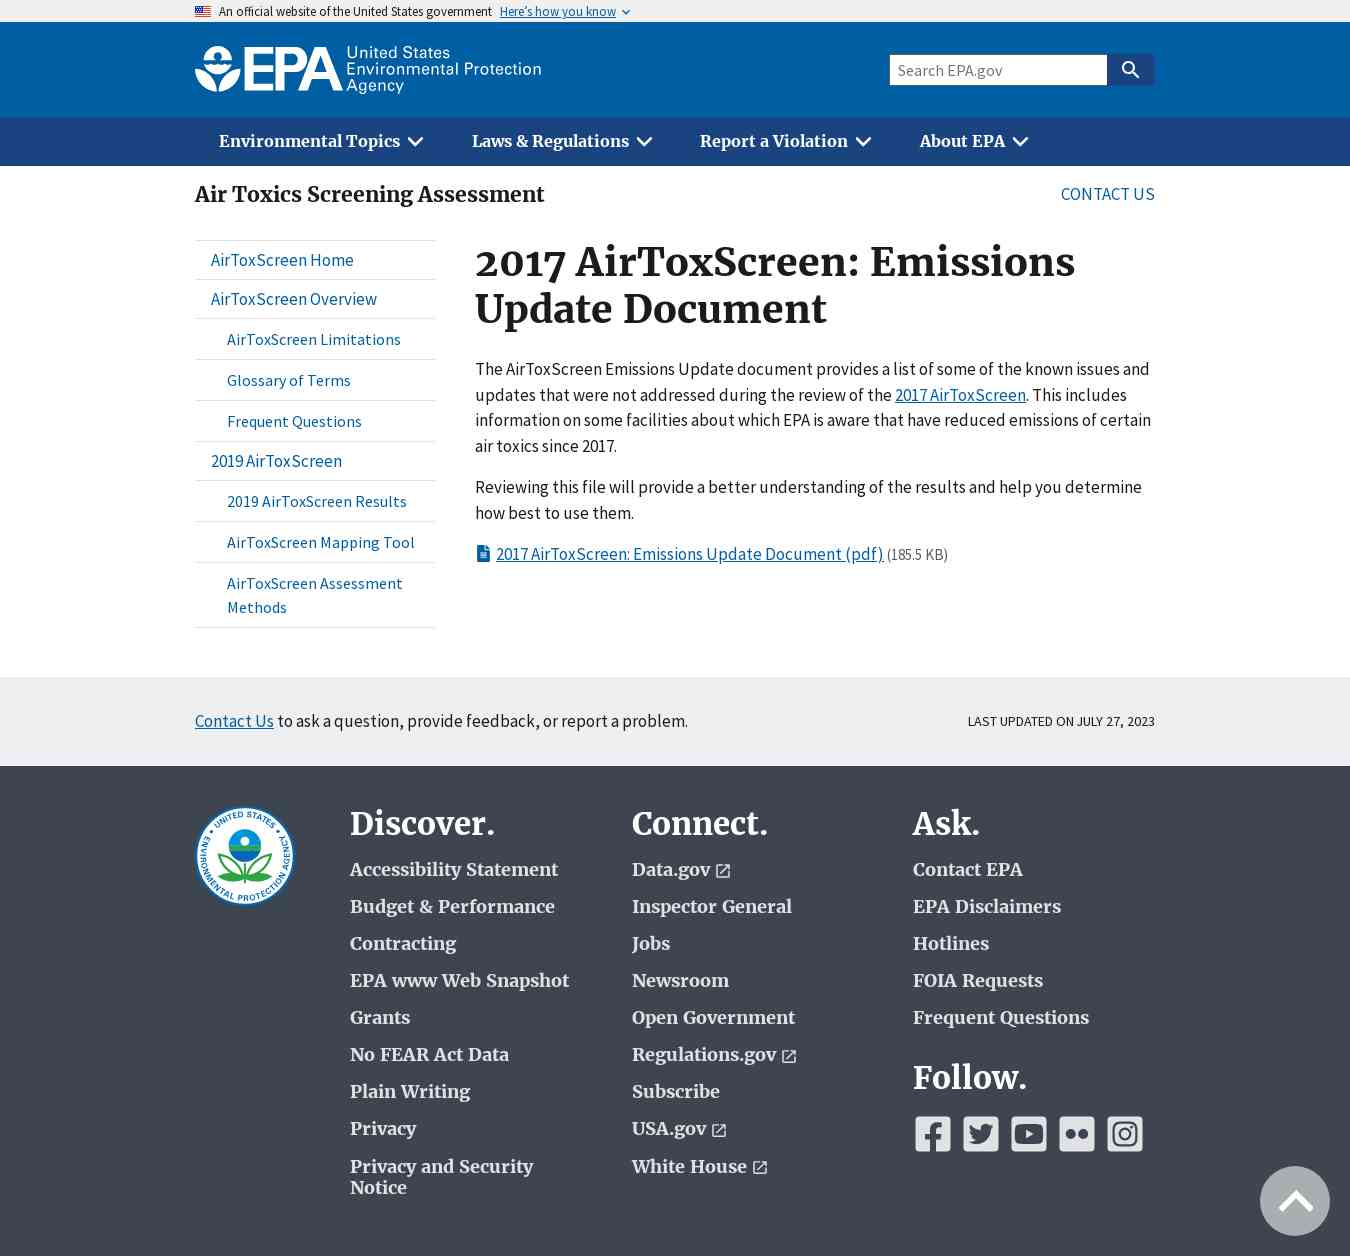 An official website of the United States government Here's how you know
EPA United States
Environmental Protection
Agency
Search EPA.gov
Environmental Topics
Laws & Regulations
Report a Violation
About EPA
Air Toxics Screening Assessment
CONTACT US
AirToxScreen Home
AirToxScreen Overview
AirToxScreen Limitations
Glossary of Terms
Frequent Questions
2019 AirToxScreen
2019 AirToxScreen Results
AirToxScreen Mapping Tool
AirToxScreen Assessment
Methods
2017 AirToxScreen: Emissions
Update Document
The AirToxScreen Emissions Update document provides a list of some of the known issues and
updates that were not addressed during the review of the 2017 AirToxScreen. This includes
information on some facilities about which EPA is aware that have reduced emissions of certain
air toxics since 2017.
Reviewing this file will provide a better understanding of the results and help you determine
how best to use them.
2017 AirToxScreen: Emissions Update Document (pdf) (185.5 KB)
Contact Us to ask a question, provide feedback, or report a problem.
LAST UPDATED ON JULY 27, 2023
UNITED STATES
ENVIRONMENTAL PROTECTION AGENCY
Discover.
Accessibility Statement
Budget & Performance
Contracting
EPA www Web Snapshot
Grants
No FEAR Act Data
Plain Writing
Privacy
Privacy and Security
Notice
Connect.
Data.gov
Inspector General
Jobs
Newsroom
Open Government
Regulations.gov
Subscribe
USA.gov
White House
Ask.
Contact EPA
EPA Disclaimers
Hotlines
FOIA Requests
Frequent Questions
Follow.